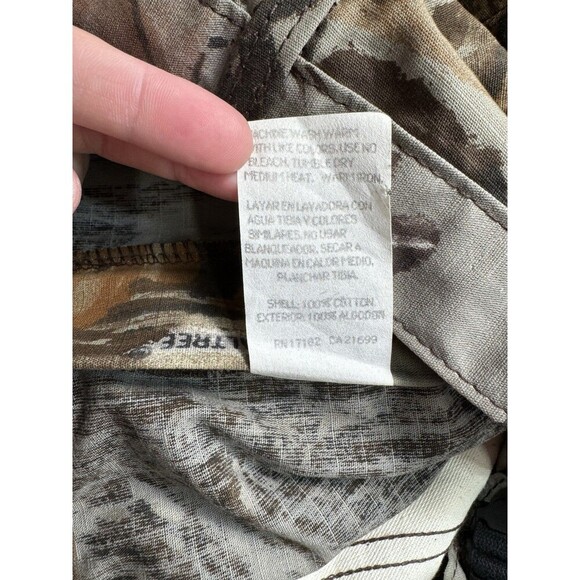 MACHINE WASH WARM
WITH LIKE COLORS. USE NO
BLEACH. TUMBLE DRY
MEDIUM HEAT. WARM IRON.
LAVAR EN LAVADORA CON
AGUA TIBIA Y COLORES
SIMILARES. NO USAR
BLANQUEADOR. SECAR A
MAQUINA EN CALOR MEDIO.
PLANCHAR TIBIA.
SHELL: 100% COTTON.
EXTERIOR: 100% ALGODON
RN17102 CA21699
LTREE